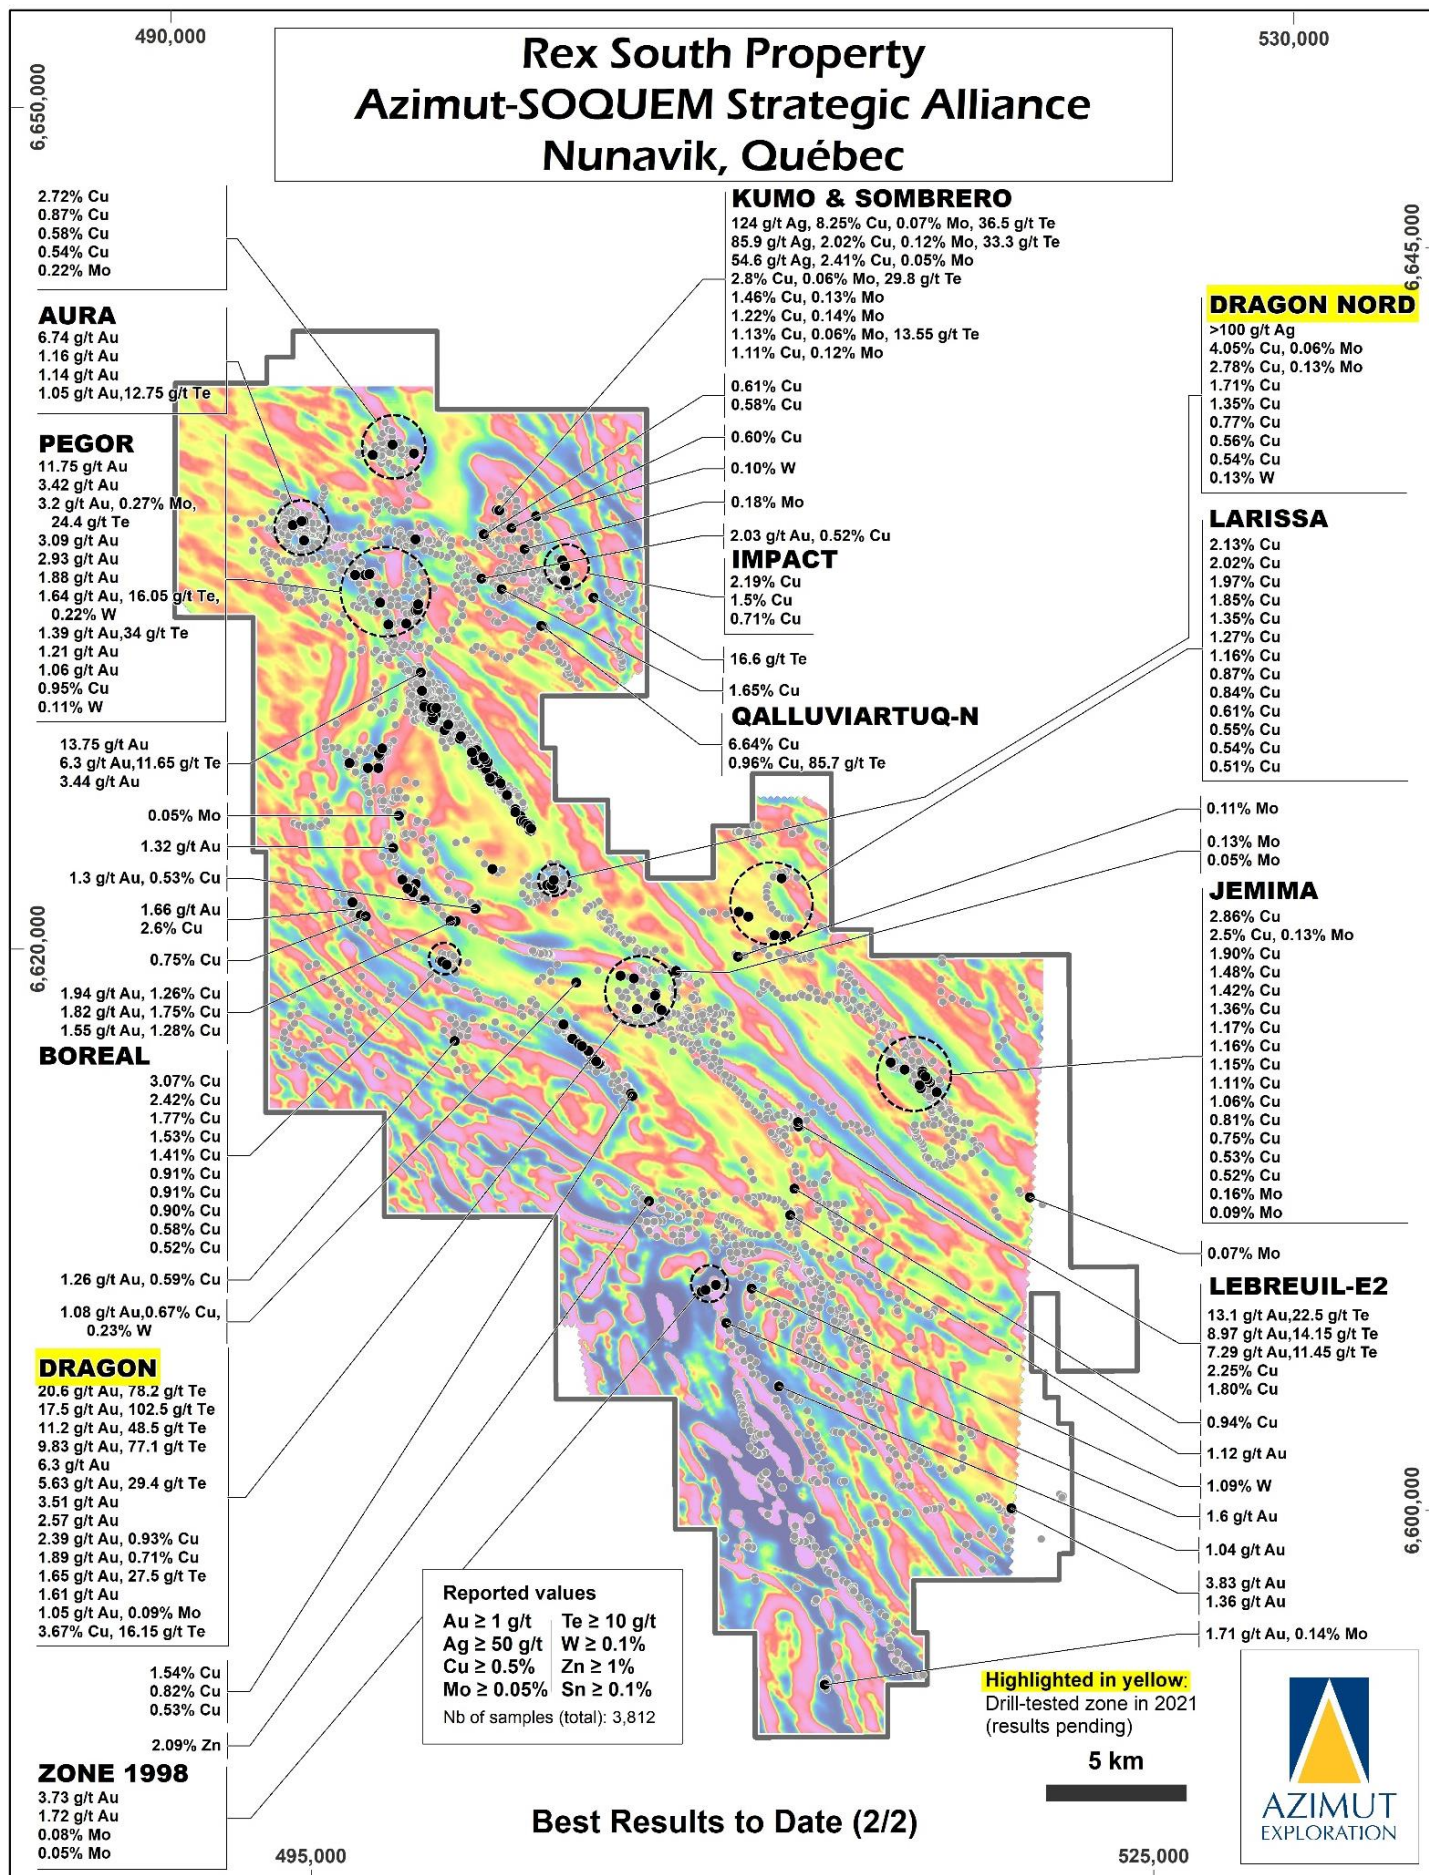 490,000
530,000
6,650,000
Rex South Property
Azimut-SOQUEM Strategic Alliance
Nunavik, Québec
2.72% Cu
0.87% Cu
0.58% Cu
0.54% Cu
0.22% Mo
AURA
6.74 g/t Au
1.16 g/t Au
1.14 g/t Au
1.05 g/t Au,12.75 g/t Te
PEGOR
11.75 g/t Au
3.42 g/t Au
3.2 g/t Au, 0.27% Mo,
24.4 g/t Te
3.09 g/t Au
2.93 g/t Au
1.88 g/t Au
1.64 g/t Au, 16.05 g/t Te,
0.22% W
1.39 g/t Au,34 g/t Te
1.21 g/t Au
1.06 g/t Au
0.95% Cu
0.11% W
13.75 g/t Au
6.3 g/t Au,11.65 g/t Te
3.44 g/t Au
0.05% Mo
1.32 g/t Au
1.3 g/t Au, 0.53% Cu
1.66 g/t Au
2.6% Cu
6,620,000
0.75% Cu
1.94 g/t Au, 1.26% Cu
1.82 g/t Au, 1.75% Cu
1.55 g/t Au, 1.28% Cu
BOREAL
3.07% Cu
2.42% Cu
1.77% Cu
1.53% Cu
1.41% Cu
0.91% Cu
0.91% Cu
0.90% Cu
0.58% Cu
0.52% Cu
1.26 g/t Au, 0.59% Cu
1.08 g/t Au,0.67% Cu,
0.23% W
DRAGON
20.6 g/t Au, 78.2 g/t Te
17.5 g/t Au, 102.5 g/t Te
11.2 g/t Au, 48.5 g/t Te
9.83 g/t Au, 77.1 g/t Te
6.3 g/t Au
5.63 g/t Au, 29.4 g/t Te
3.51 g/t Au
2.57 g/t Au
2.39 g/t Au, 0.93% Cu
1.89 g/t Au, 0.71% Cu
1.65 g/t Au, 27.5 g/t Te
1.61 g/t Au
1.05 g/t Au, 0.09% Mo
3.67% Cu, 16.15 g/t Te
1.54% Cu
0.82% Cu
0.53% Cu
2.09% Zn
ZONE 1998
3.73 g/t Au
1.72 g/t Au
0.08% Mo
0.05% Mo
KUMO & SOMBRERO
124 g/t Ag, 8.25% Cu, 0.07% Mo, 36.5 g/t Te
85.9 g/t Ag, 2.02% Cu, 0.12% Mo, 33.3 g/t Te
54.6 g/t Ag, 2.41% Cu, 0.05% Mo
2.8% Cu, 0.06% Mo, 29.8 g/t Te
1.46% Cu, 0.13% Mo
1.22% Cu, 0.14% Mo
1.13% Cu, 0.06% Mo, 13.55 g/t Te
1.11% Cu, 0.12% Mo
0.61% Cu
0.58% Cu
0.60% Cu
0.10% W
0.18% Mo
2.03 g/t Au, 0.52% Cu
IMPACT
2.19% Cu
1.5% Cu
0.71% Cu
16.6 g/t Te
1.65% Cu
QALLUVIARTUQ-N
6.64% Cu
0.96% Cu, 85.7 g/t Te
6,645,000
DRAGON NORD
>100 g/t Ag
4.05% Cu, 0.06% Mo
2.78% Cu, 0.13% Mo
1.71% Cu
1.35% Cu
0.77% Cu
0.56% Cu
0.54% Cu
0.13% W
LARISSA
2.13% Cu
2.02% Cu
1.97% Cu
1.85% Cu
1.35% Cu
1.27% Cu
1.16% Cu
0.87% Cu
0.84% Cu
0.61% Cu
0.55% Cu
0.54% Cu
0.51% Cu
0.11% Mo
0.13% Mo
0.05% Mo
JEMIMA
2.86% Cu
2.5% Cu, 0.13% Mo
1.90% Cu
1.48% Cu
1.42% Cu
1.36% Cu
1.17% Cu
1.16% Cu
1.15% Cu
1.11% Cu
1.06% Cu
0.81% Cu
0.75% Cu
0.53% Cu
0.52% Cu
0.16% Mo
0.09% Mo
0.07% Mo
LEBREUIL-E2
13.1 g/t Au,22.5 g/t Te
8.97 g/t Au,14.15 g/t Te
7.29 g/t Au,11.45 g/t Te
2.25% Cu
1.80% Cu
0.94% Cu
1.12 g/t Au
1.09% W
1.6 g/t Au
1.04 g/t Au
3.83 g/t Au
1.36 g/t Au
1.71 g/t Au, 0.14% Mo
6,600,000
Reported values
Au ≥ 1 g/t Te ≥ 10 g/t
Ag ≥ 50 g/t W ≥ 0.1%
Cu ≥ 0.5% Zn ≥ 1%
Mo ≥ 0.05% Sn ≥ 0.1%
Nb of samples (total): 3,812
Highlighted in yellow:
Drill-tested zone in 2021
(results pending)
5 km
AZIMUT
EXPLORATION
Best Results to Date (2/2)
495,000
525,000